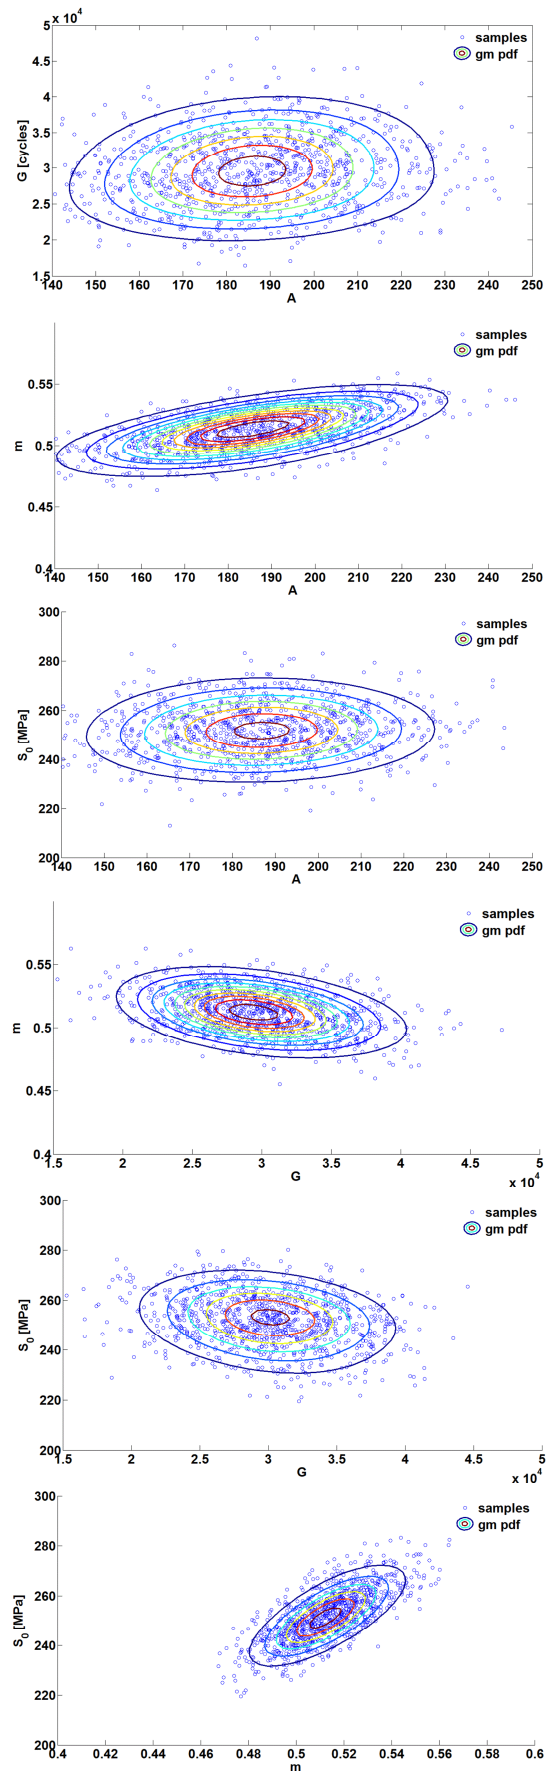 x 10⁴
5
4.5
4
3.5
3
2.5
2
1.5
G [cycles]
samples
gm pdf
140 150 160 170 180 190 200 210 220 230 240 250
A
0.55
0.5
0.45
0.4
m
samples
gm pdf
140 150 160 170 180 190 200 210 220 230 240 250
A
300
280
260
240
220
200
S₀ [MPa]
samples
gm pdf
140 150 160 170 180 190 200 210 220 230 240 250
A
0.55
0.5
0.45
0.4
m
samples
gm pdf
1.5 2 2.5 3 3.5 4 4.5 5
G
x 10⁴
300
280
260
240
220
200
S₀ [MPa]
samples
gm pdf
1.5 2 2.5 3 3.5 4 4.5 5
G
x 10⁴
300
280
260
240
220
200
S₀ [MPa]
samples
gm pdf
0.4 0.42 0.44 0.46 0.48 0.5 0.52 0.54 0.56 0.58 0.6
m